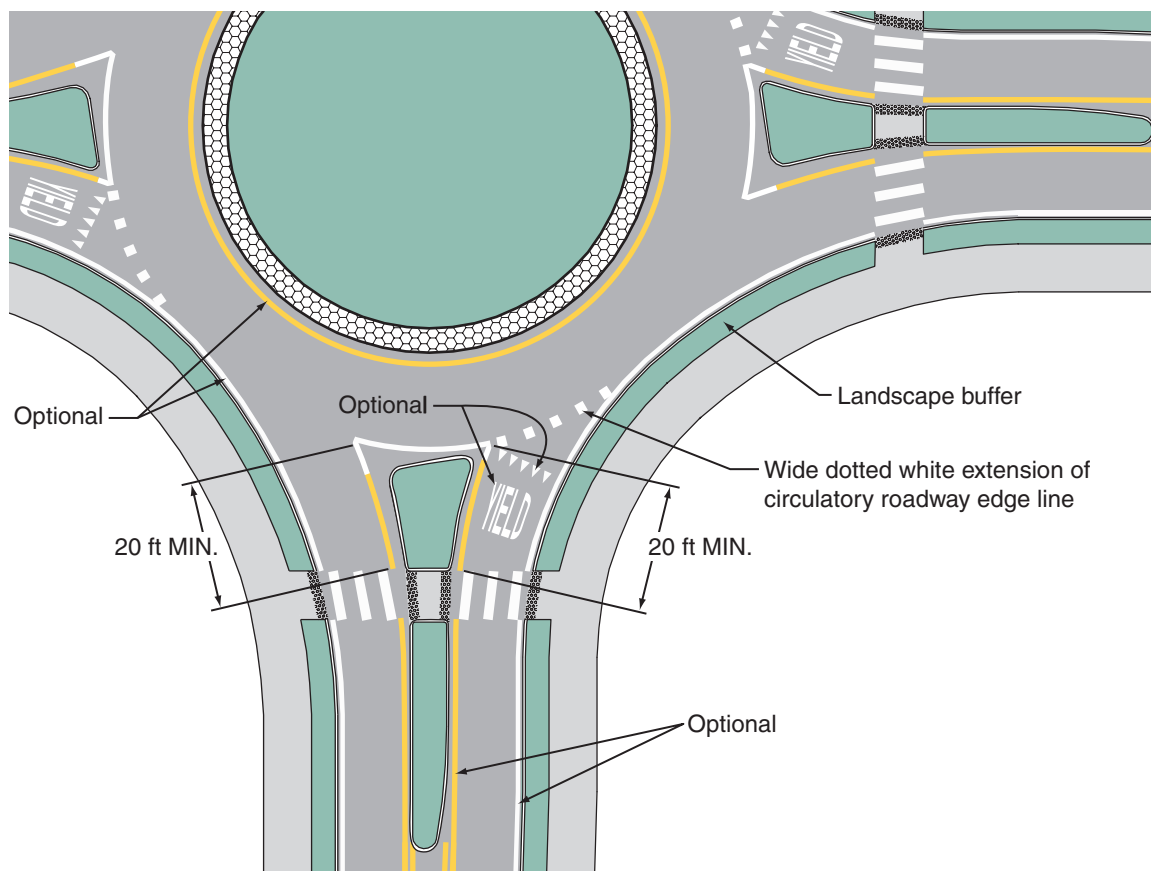 YIELD
YIELD
Optional
Optional
Landscape buffer
Wide dotted white extension of
circulatory roadway edge line
YIELD
20 ft MIN.
20 ft MIN.
Optional